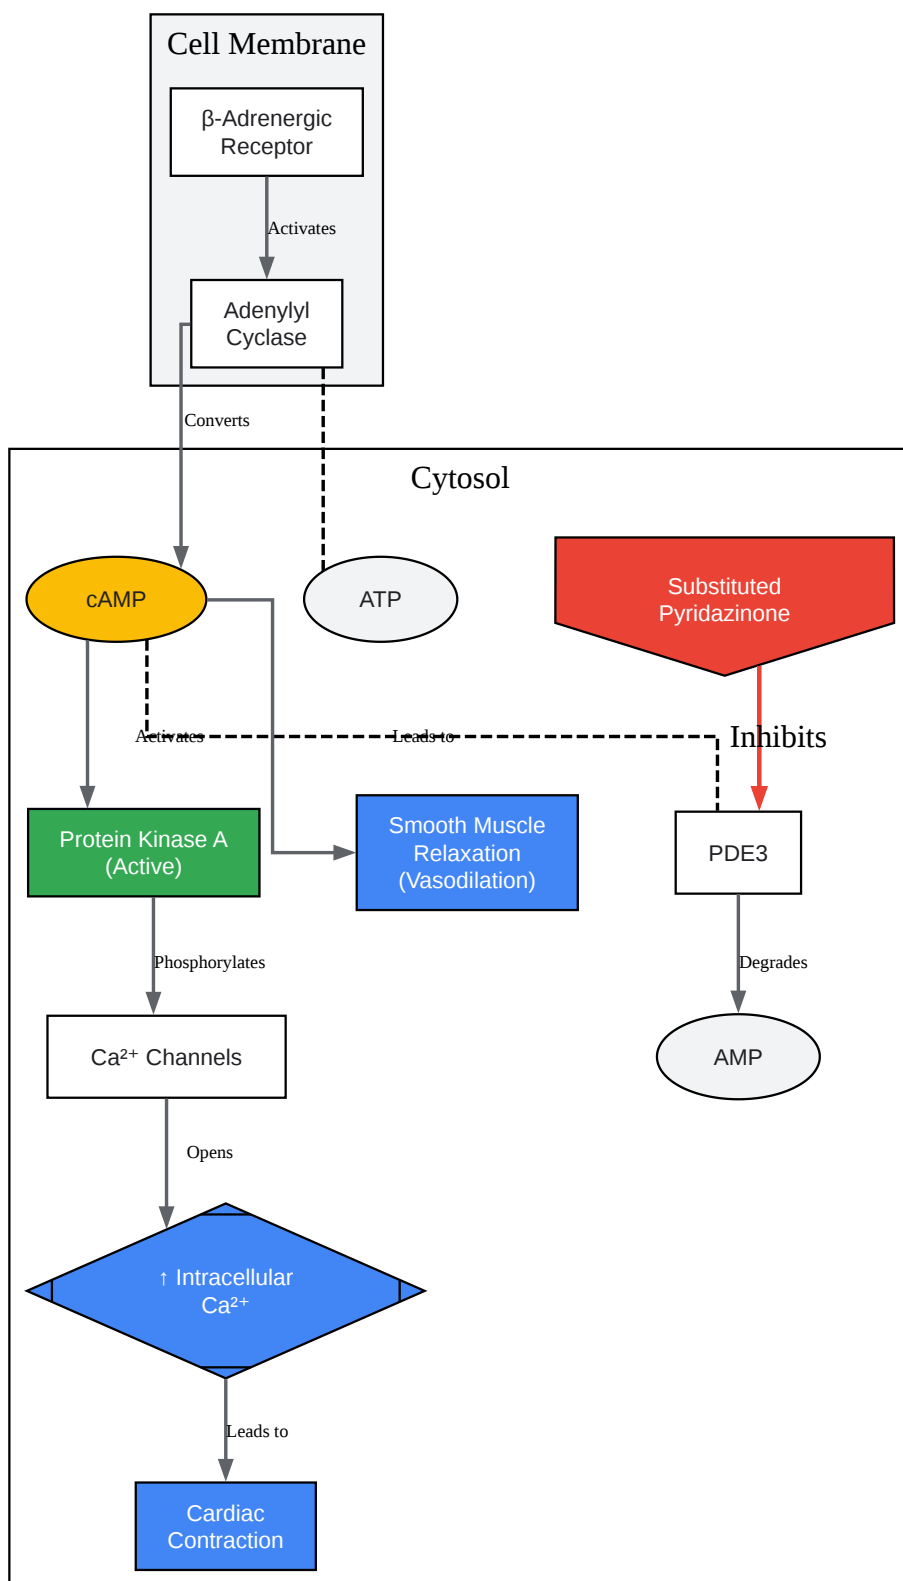 Cell Membrane
β-Adrenergic
Receptor
Activates
Adenylyl
Cyclase
Converts
Cytosol
cAMP
ATP
Substituted
Pyridazinone
Activates
Leads to
Inhibits
Protein Kinase A
(Active)
Smooth Muscle
Relaxation
(Vasodilation)
PDE3
Phosphorylates
Degrades
Ca²⁺ Channels
AMP
Opens
↑ Intracellular
Ca²⁺
Leads to
Cardiac
Contraction